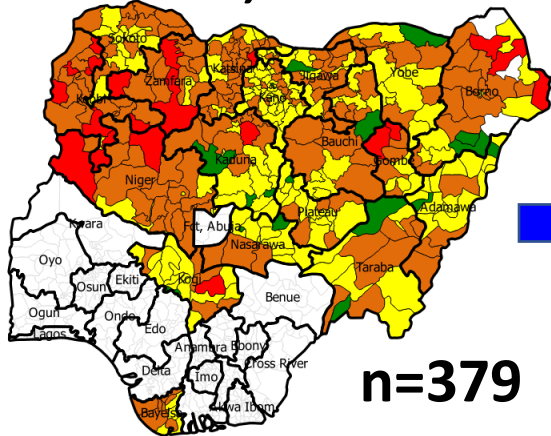 Sokoto
Zamfara
Katsina
Jigawa
Yobe
Kano
Borno
Kebbi
Bauchi
Kaduna
Gombe
Niger
Plateau
Adamawa
Kwara
Fct, Abuja
Nasarawa
Oyo
Taraba
Ekiti
Kogi
Osun
Benue
Ogun
Ondo
Lagos
Edo
Anambra
Ebony
Cross River
Delta
Imo
n=379
Bayelsa
Akwa Ibom